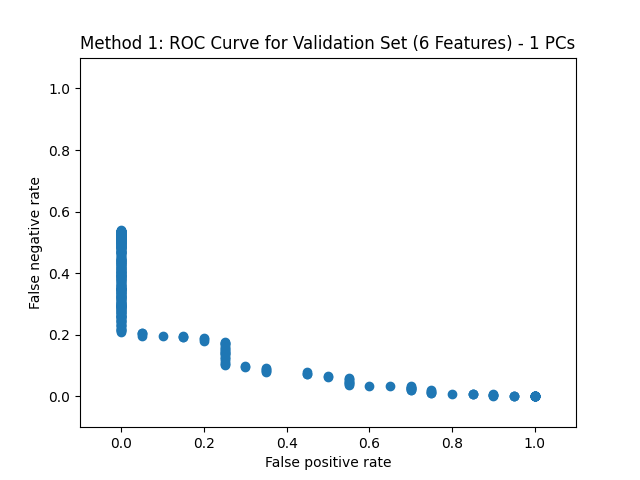 Method 1: ROC Curve for Validation Set (6 Features) - 1 PCs
1.0
0.8
0.6
0.4
0.2
0.0
False negative rate
0.0 0.2 0.4 0.6 0.8 1.0
False positive rate